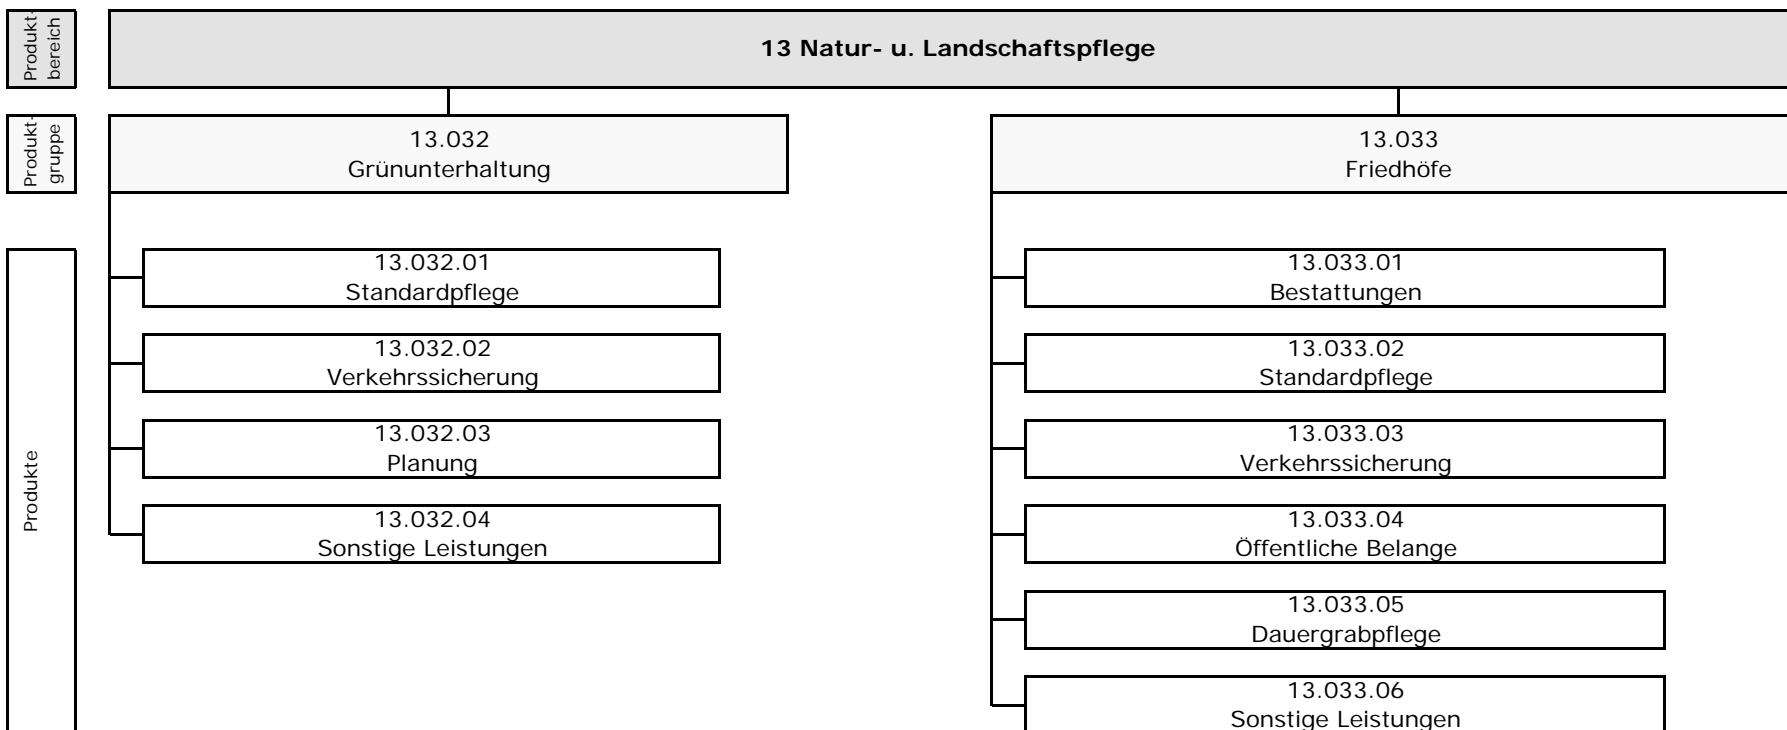 Produkt-
bereich
13 Natur- u. Landschaftspflege
Produkt-
gruppe
13.032
Grünunterhaltung
13.033
Friedhöfe
Produkte
13.032.01
Standardpflege
13.032.02
Verkehrssicherung
13.032.03
Planung
13.032.04
Sonstige Leistungen
13.033.01
Bestattungen
13.033.02
Standardpflege
13.033.03
Verkehrssicherung
13.033.04
Öffentliche Belange
13.033.05
Dauergrabpflege
13.033.06
Sonstige Leistungen